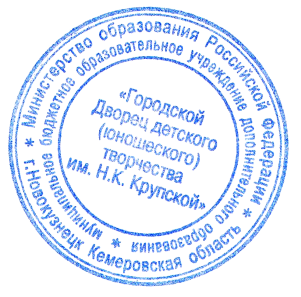 * Министерство образования Российской Федерации *
г.Новокузнецк Кемеровская область
* муниципальное бюджетное образовательное учреждение дополнительного образования
«Городской
Дворец детского
(юношеского)
творчества
им. Н.К. Крупской»